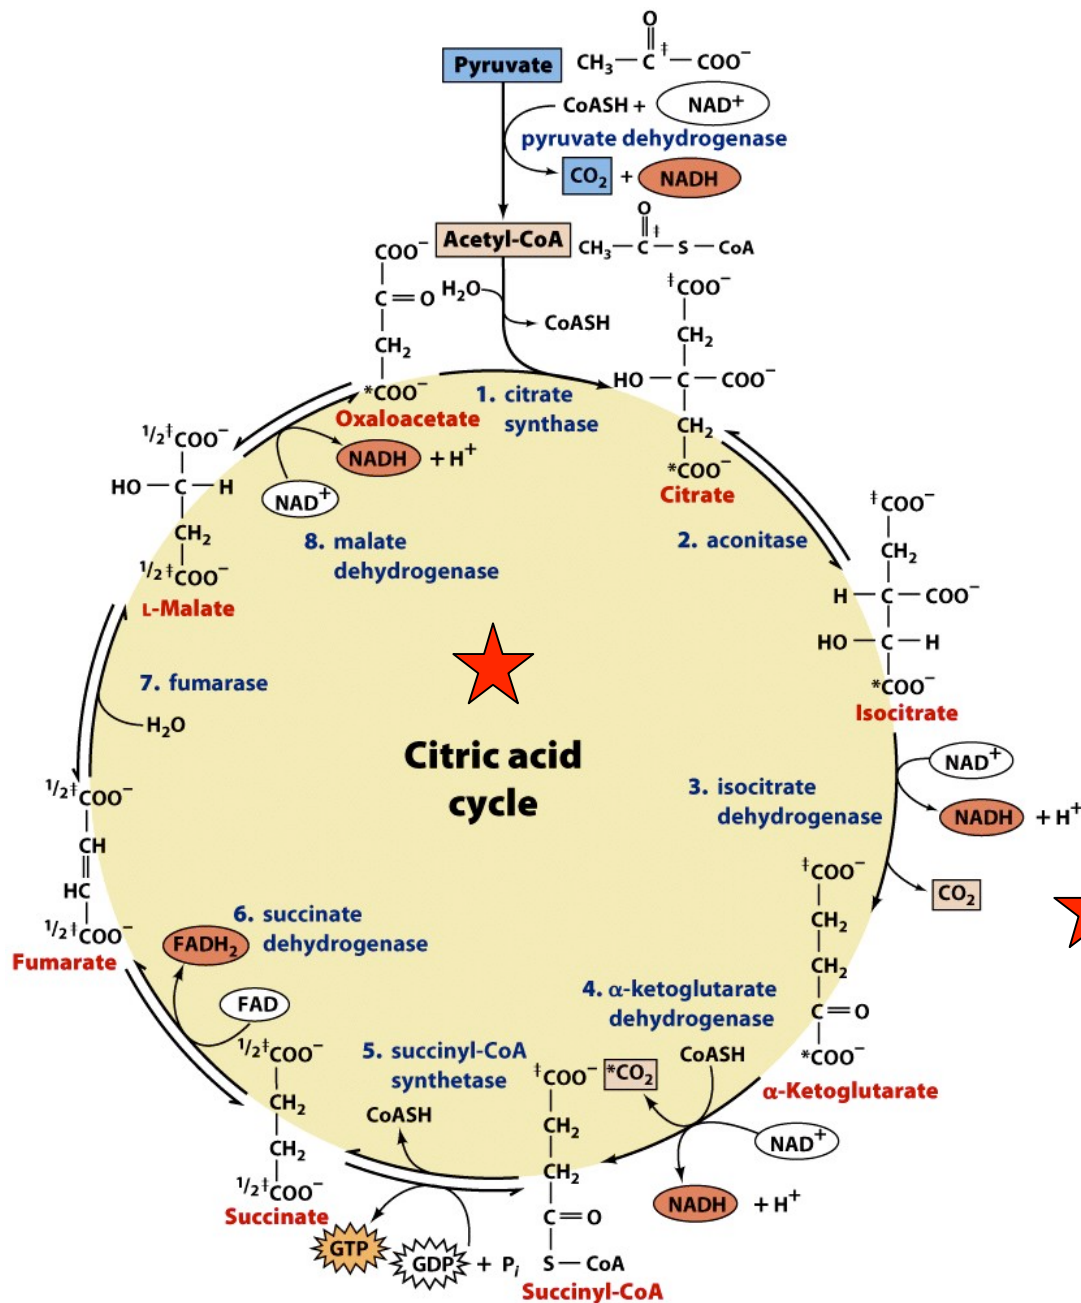 Pyruvate
O
CH₃—C‡—COO⁻
CoASH + NAD⁺
pyruvate dehydrogenase
CO₂ + NADH
Acetyl-CoA
O
CH₃—C‡—S—CoA
H₂O
CoASH
COO⁻
C=O
CH₂
*COO⁻
Oxaloacetate
1. citrate
synthase
‡COO⁻
CH₂
HO—C—COO⁻
CH₂
*COO⁻
Citrate
2. aconitase
‡COO⁻
CH₂
H—C—COO⁻
HO—C—H
*COO⁻
Isocitrate
3. isocitrate
dehydrogenase
NAD⁺
NADH + H⁺
CO₂
‡COO⁻
CH₂
CH₂
C=O
*COO⁻
α-Ketoglutarate
4. α-ketoglutarate
dehydrogenase
CoASH
*CO₂
NAD⁺
NADH + H⁺
‡COO⁻
CH₂
CH₂
C=O
S—CoA
Succinyl-CoA
5. succinyl-CoA
synthetase
CoASH
GTP GDP + Pᵢ
1/2‡COO⁻
CH₂
CH₂
1/2‡COO⁻
Succinate
6. succinate
dehydrogenase
FADH₂
FAD
1/2‡COO⁻
CH
HC
1/2‡COO⁻
Fumarate
7. fumarase
H₂O
1/2‡COO⁻
HO—C—H
CH₂
1/2‡COO⁻
L-Malate
8. malate
dehydrogenase
NAD⁺
NADH + H⁺
Citric acid
cycle